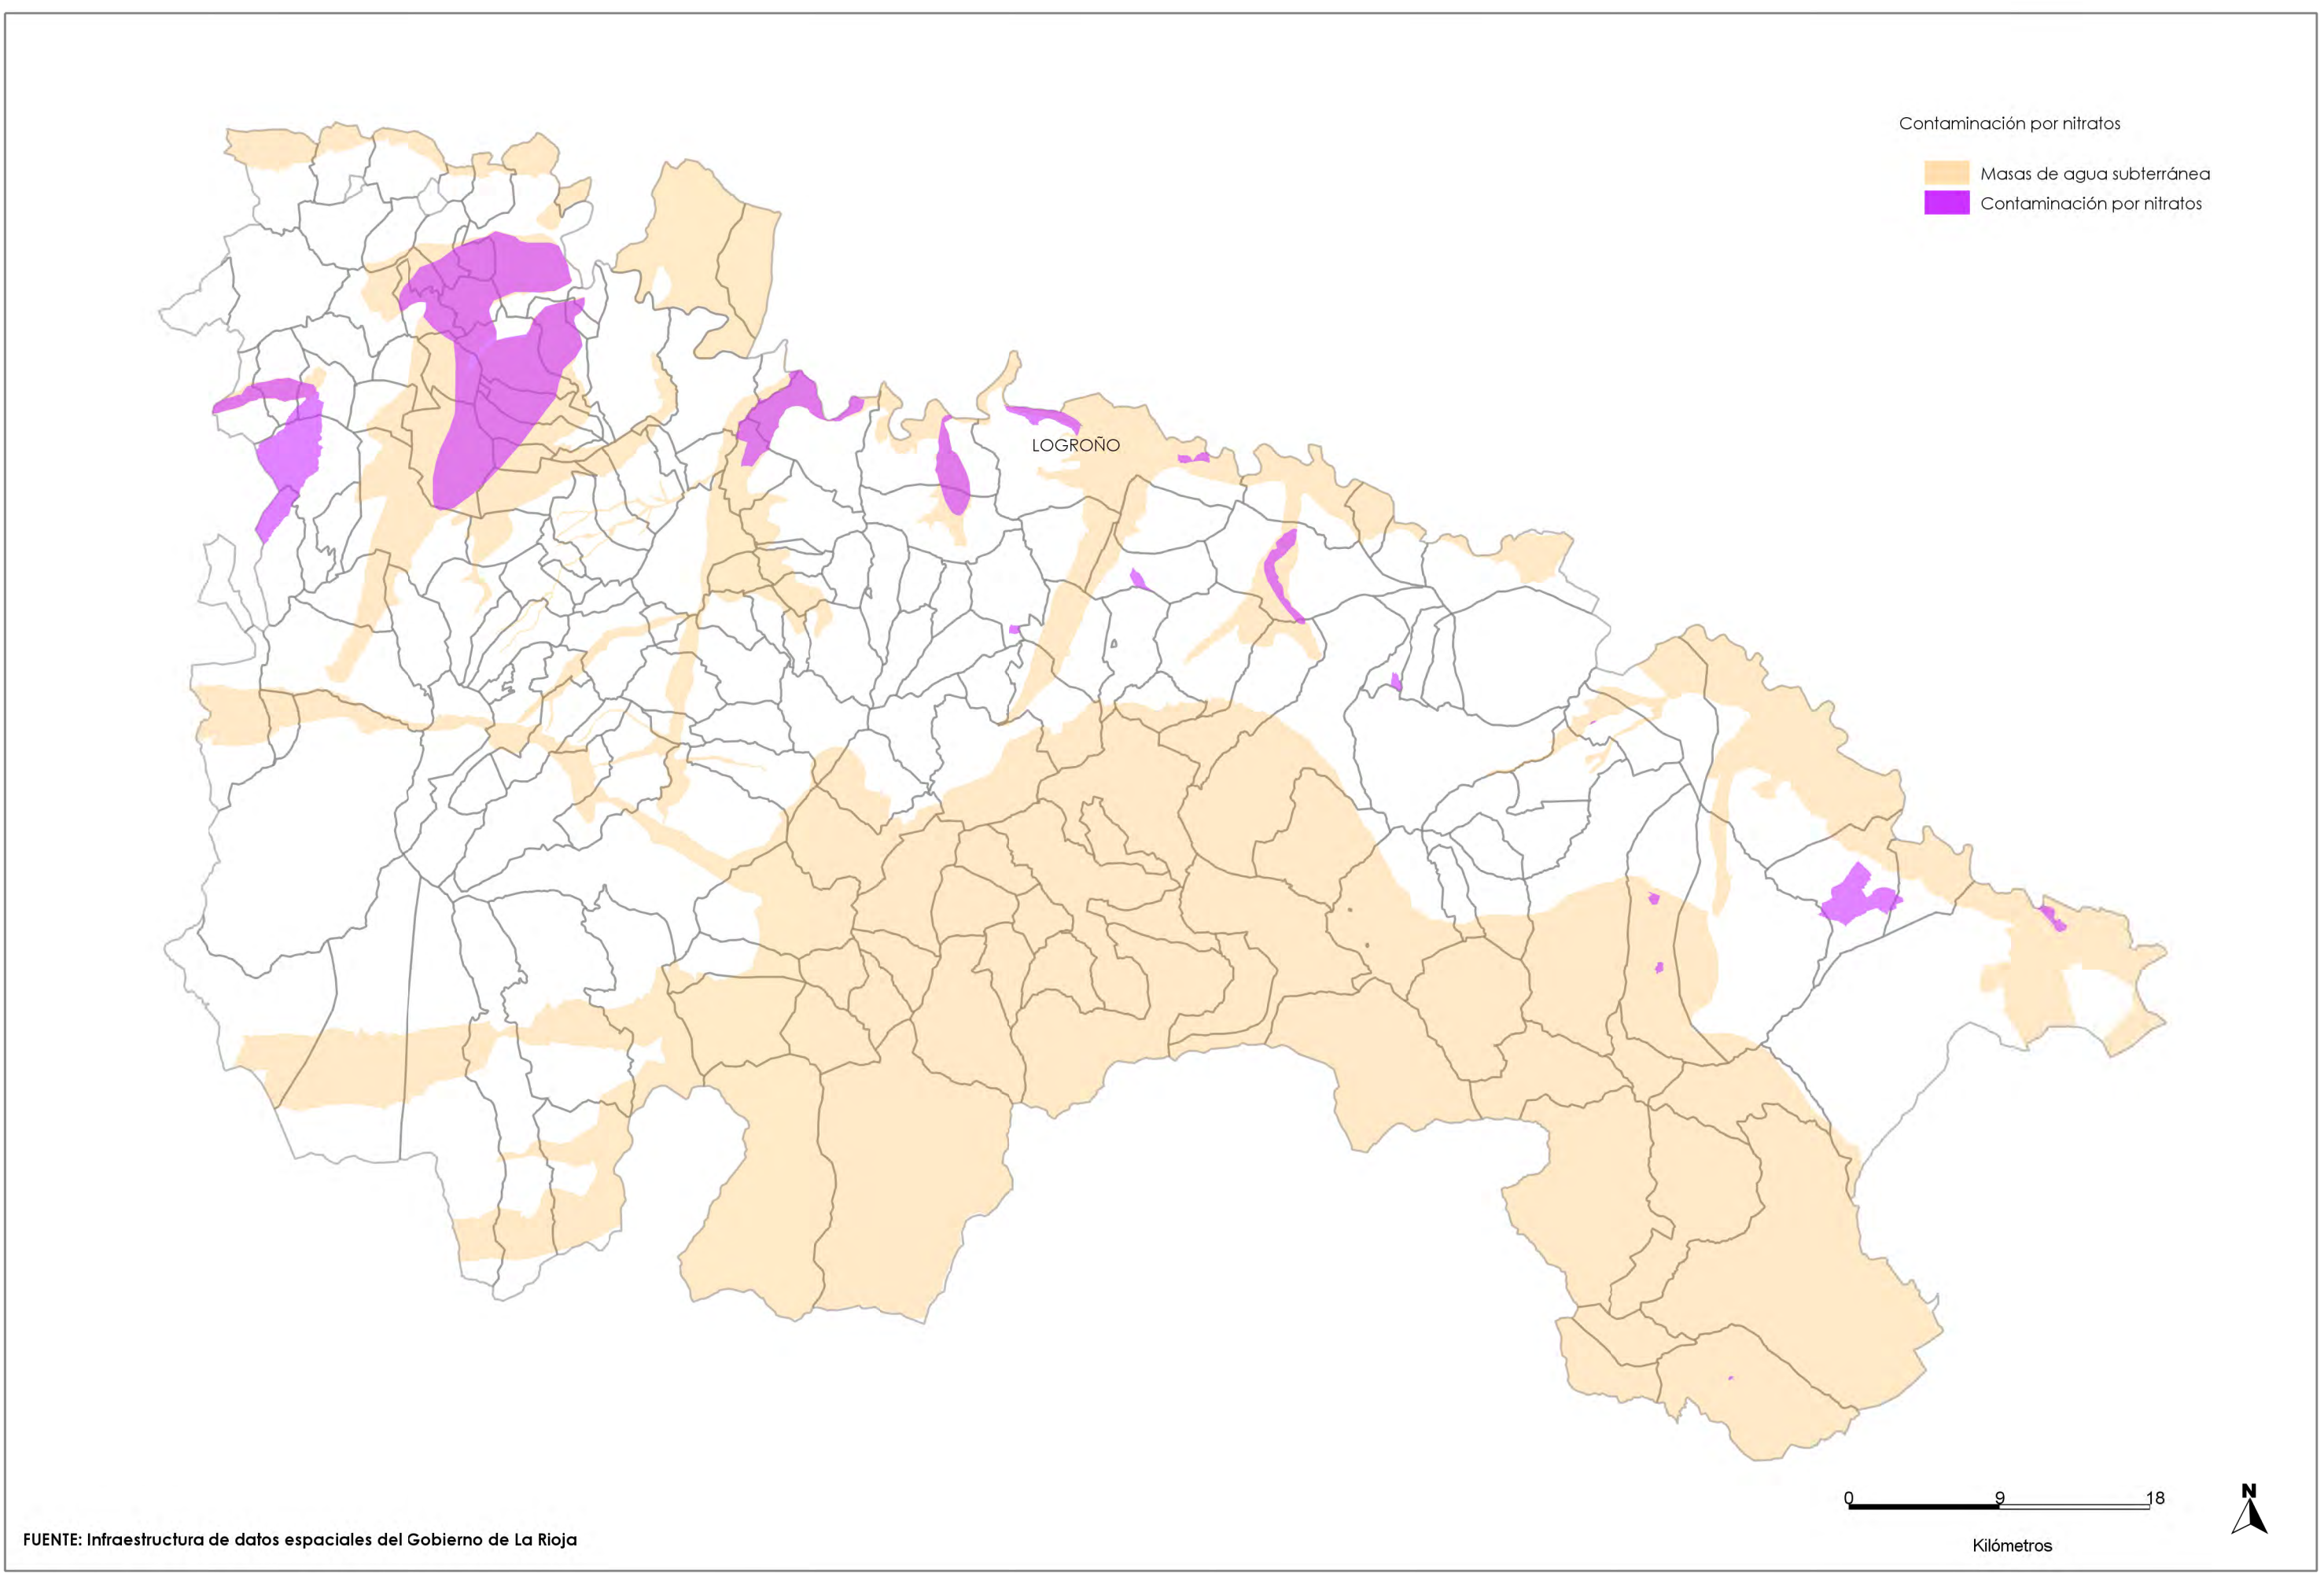 Contaminación por nitratos
Masas de agua subterránea
Contaminación por nitratos
LOGROÑO
0 9 18
Kilómetros
N
FUENTE: Infraestructura de datos espaciales del Gobierno de La Rioja